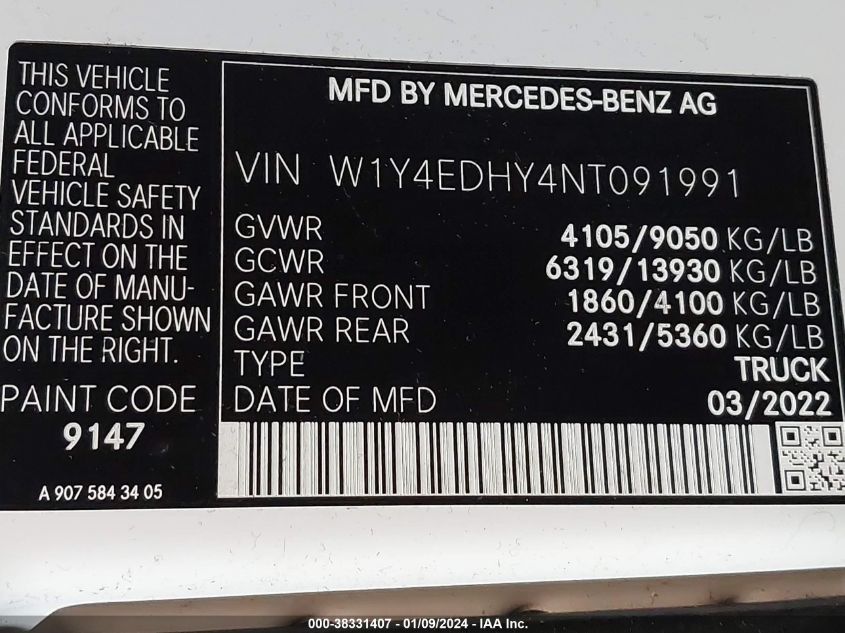 THIS VEHICLE
CONFORMS TO
ALL APPLICABLE
FEDERAL
VEHICLE SAFETY
STANDARDS IN
EFFECT ON THE
DATE OF MANU-
FACTURE SHOWN
ON THE RIGHT.
PAINT CODE
9147
A 907 584 34 05
MFD BY MERCEDES-BENZ AG
VIN W1Y4EDHY4NT091991
GVWR 4105/9050 KG/LB
GCWR 6319/13930 KG/LB
GAWR FRONT 1860/4100 KG/LB
GAWR REAR 2431/5360 KG/LB
TYPE TRUCK
DATE OF MFD 03/2022
000-38331407 - 01/09/2024 - IAA Inc.